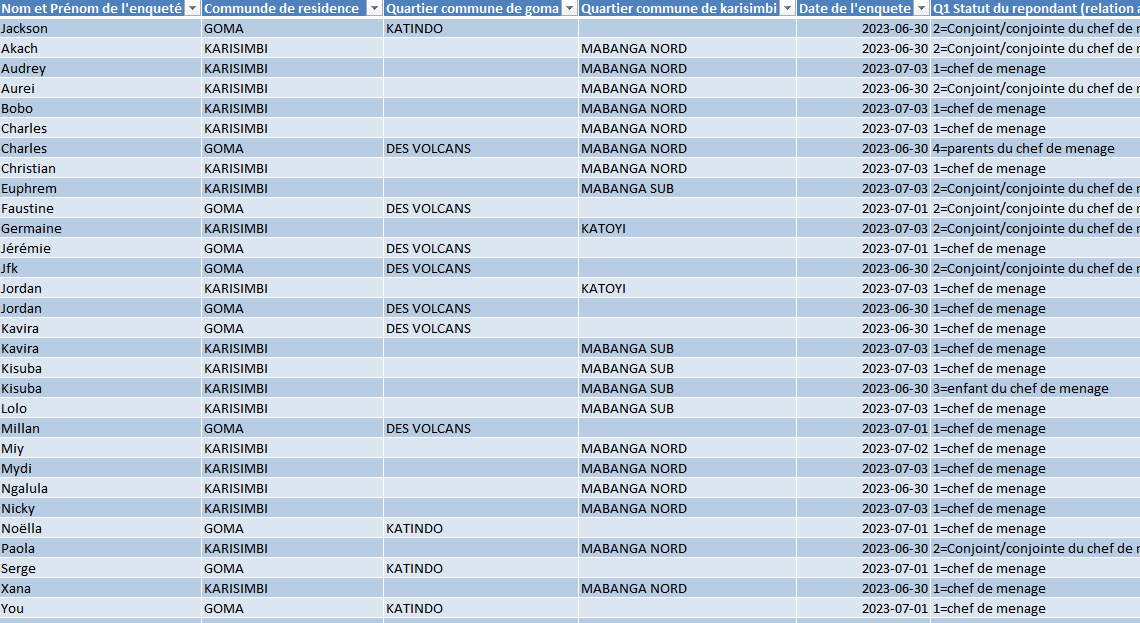 Nom et Prénom de l'enqueté Commune de residence Quartier commune de goma Quartier commune de karisimbi Date de l'enquete Q1 Statut du repondant (relation a
Jackson GOMA KATINDO 2023-06-30 2=Conjoint/conjointe du chef de m
Akach KARISIMBI MABANGA NORD 2023-06-30 2=Conjoint/conjointe du chef de m
Audrey KARISIMBI MABANGA NORD 2023-07-03 1=chef de menage
Aurei KARISIMBI MABANGA NORD 2023-06-30 2=Conjoint/conjointe du chef de m
Bobo KARISIMBI MABANGA NORD 2023-07-03 1=chef de menage
Charles KARISIMBI MABANGA NORD 2023-07-03 1=chef de menage
Charles GOMA DES VOLCANS MABANGA NORD 2023-06-30 4=parents du chef de menage
Christian KARISIMBI MABANGA NORD 2023-07-03 1=chef de menage
Euphrem KARISIMBI MABANGA SUB 2023-07-03 2=Conjoint/conjointe du chef de m
Faustine GOMA DES VOLCANS 2023-07-01 2=Conjoint/conjointe du chef de m
Germaine KARISIMBI KATOYI 2023-07-03 2=Conjoint/conjointe du chef de m
Jérémie GOMA DES VOLCANS 2023-07-01 1=chef de menage
Jfk GOMA DES VOLCANS 2023-06-30 2=Conjoint/conjointe du chef de m
Jordan KARISIMBI KATOYI 2023-07-03 1=chef de menage
Jordan GOMA DES VOLCANS 2023-06-30 1=chef de menage
Kavira GOMA DES VOLCANS 2023-06-30 1=chef de menage
Kavira KARISIMBI MABANGA SUB 2023-07-03 1=chef de menage
Kisuba KARISIMBI MABANGA SUB 2023-07-03 1=chef de menage
Kisuba KARISIMBI MABANGA SUB 2023-06-30 3=enfant du chef de menage
Lolo KARISIMBI MABANGA SUB 2023-07-03 1=chef de menage
Millan GOMA DES VOLCANS 2023-07-01 1=chef de menage
Miy KARISIMBI MABANGA NORD 2023-07-02 1=chef de menage
Mydi KARISIMBI MABANGA NORD 2023-07-03 1=chef de menage
Ngalula KARISIMBI MABANGA NORD 2023-06-30 1=chef de menage
Nicky KARISIMBI MABANGA NORD 2023-07-03 1=chef de menage
Noëlla GOMA KATINDO 2023-07-01 1=chef de menage
Paola KARISIMBI MABANGA NORD 2023-06-30 2=Conjoint/conjointe du chef de m
Serge GOMA KATINDO 2023-07-01 1=chef de menage
Xana KARISIMBI MABANGA NORD 2023-06-30 1=chef de menage
You GOMA KATINDO 2023-07-01 1=chef de menage